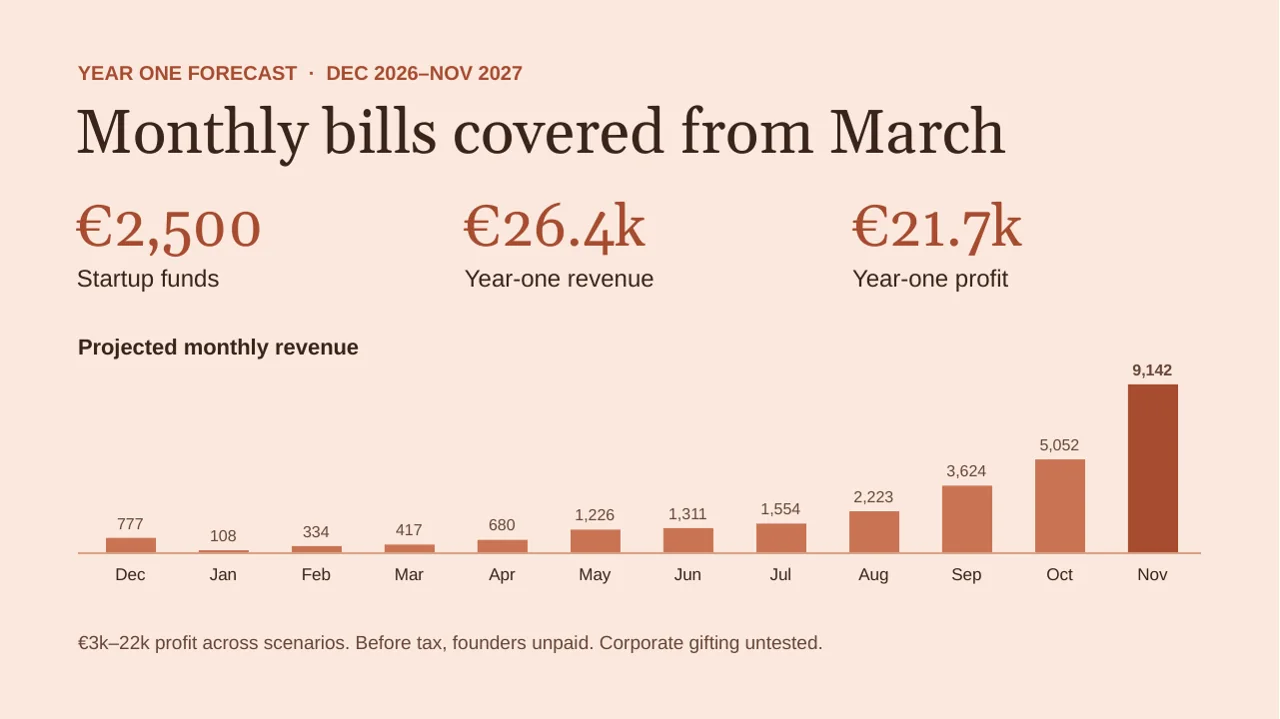 YEAR ONE FORECAST · DEC 2026–NOV 2027
Monthly bills covered from March
€2,500 €26.4k €21.7k
Startup funds Year-one revenue Year-one profit
Projected monthly revenue
777 108 334 417 680 1,226 1,311 1,554 2,223 3,624 5,052 9,142
Dec Jan Feb Mar Apr May Jun Jul Aug Sep Oct Nov
€3k–22k profit across scenarios. Before tax, founders unpaid. Corporate gifting untested.